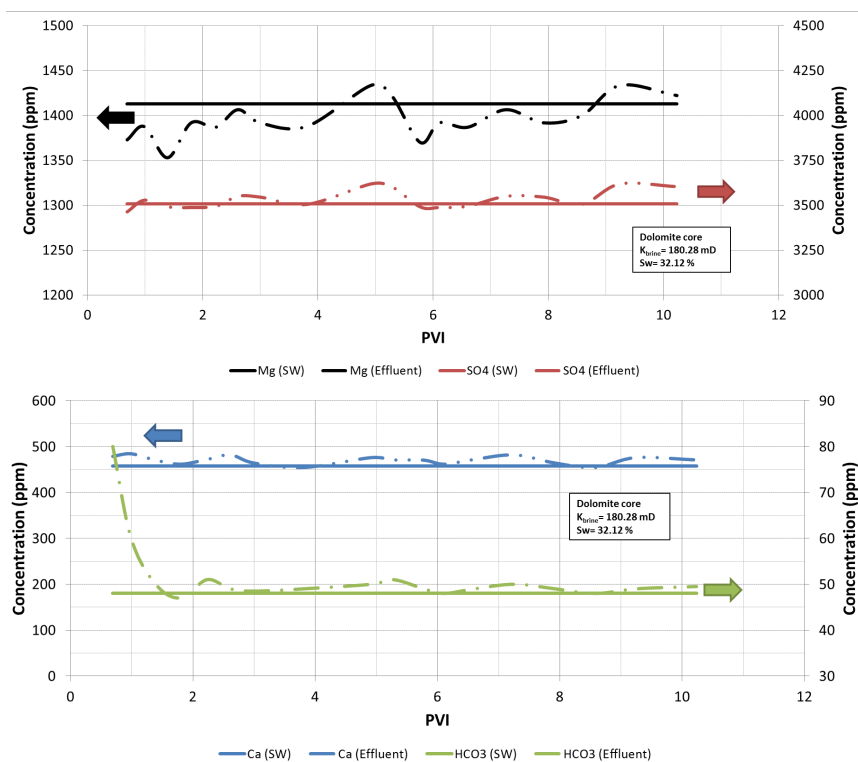 1500
1450
1400
1350
1300
1250
1200
Concentration (ppm)
4500
4250
4000
3750
3500
3250
3000
Concentration (ppm)
Dolomite core
Kbrine= 180.28 mD
Sw= 32.12 %
0 2 4 6 8 10 12
PVI
Mg (SW) Mg (Effluent) SO4 (SW) SO4 (Effluent)
600
500
400
300
200
100
0
Concentration (ppm)
90
80
70
60
50
40
30
Concentration (ppm)
Dolomite core
Kbrine= 180.28 mD
Sw= 32.12 %
0 2 4 6 8 10 12
PVI
Ca (SW) Ca (Effluent) HCO3 (SW) HCO3 (Effluent)